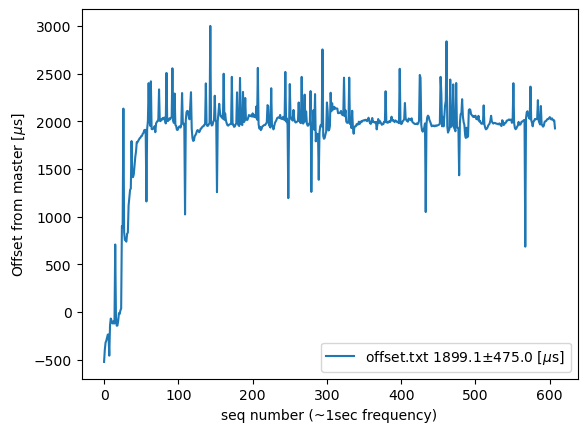 Offset from master [μs]
3000
2500
2000
1500
1000
500
0
−500
0 100 200 300 400 500 600
seq number (~1sec frequency)
offset.txt 1899.1±475.0 [μs]